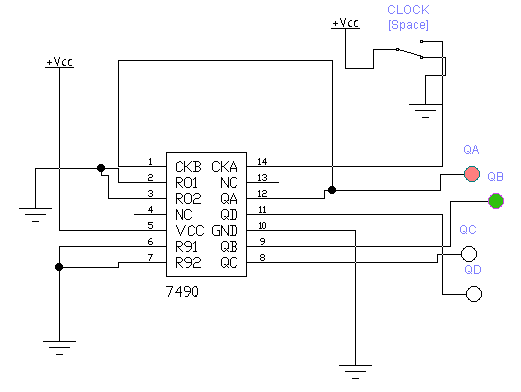 CLOCK
[Space]
+Vcc
+Vcc
1 CKB CKA 14
2 R01 NC 13
3 R02 QA 12
4 NC QD 11
5 VCC GND 10
6 R91 QB 9
7 R92 QC 8
7490
QA
QB
QC
QD